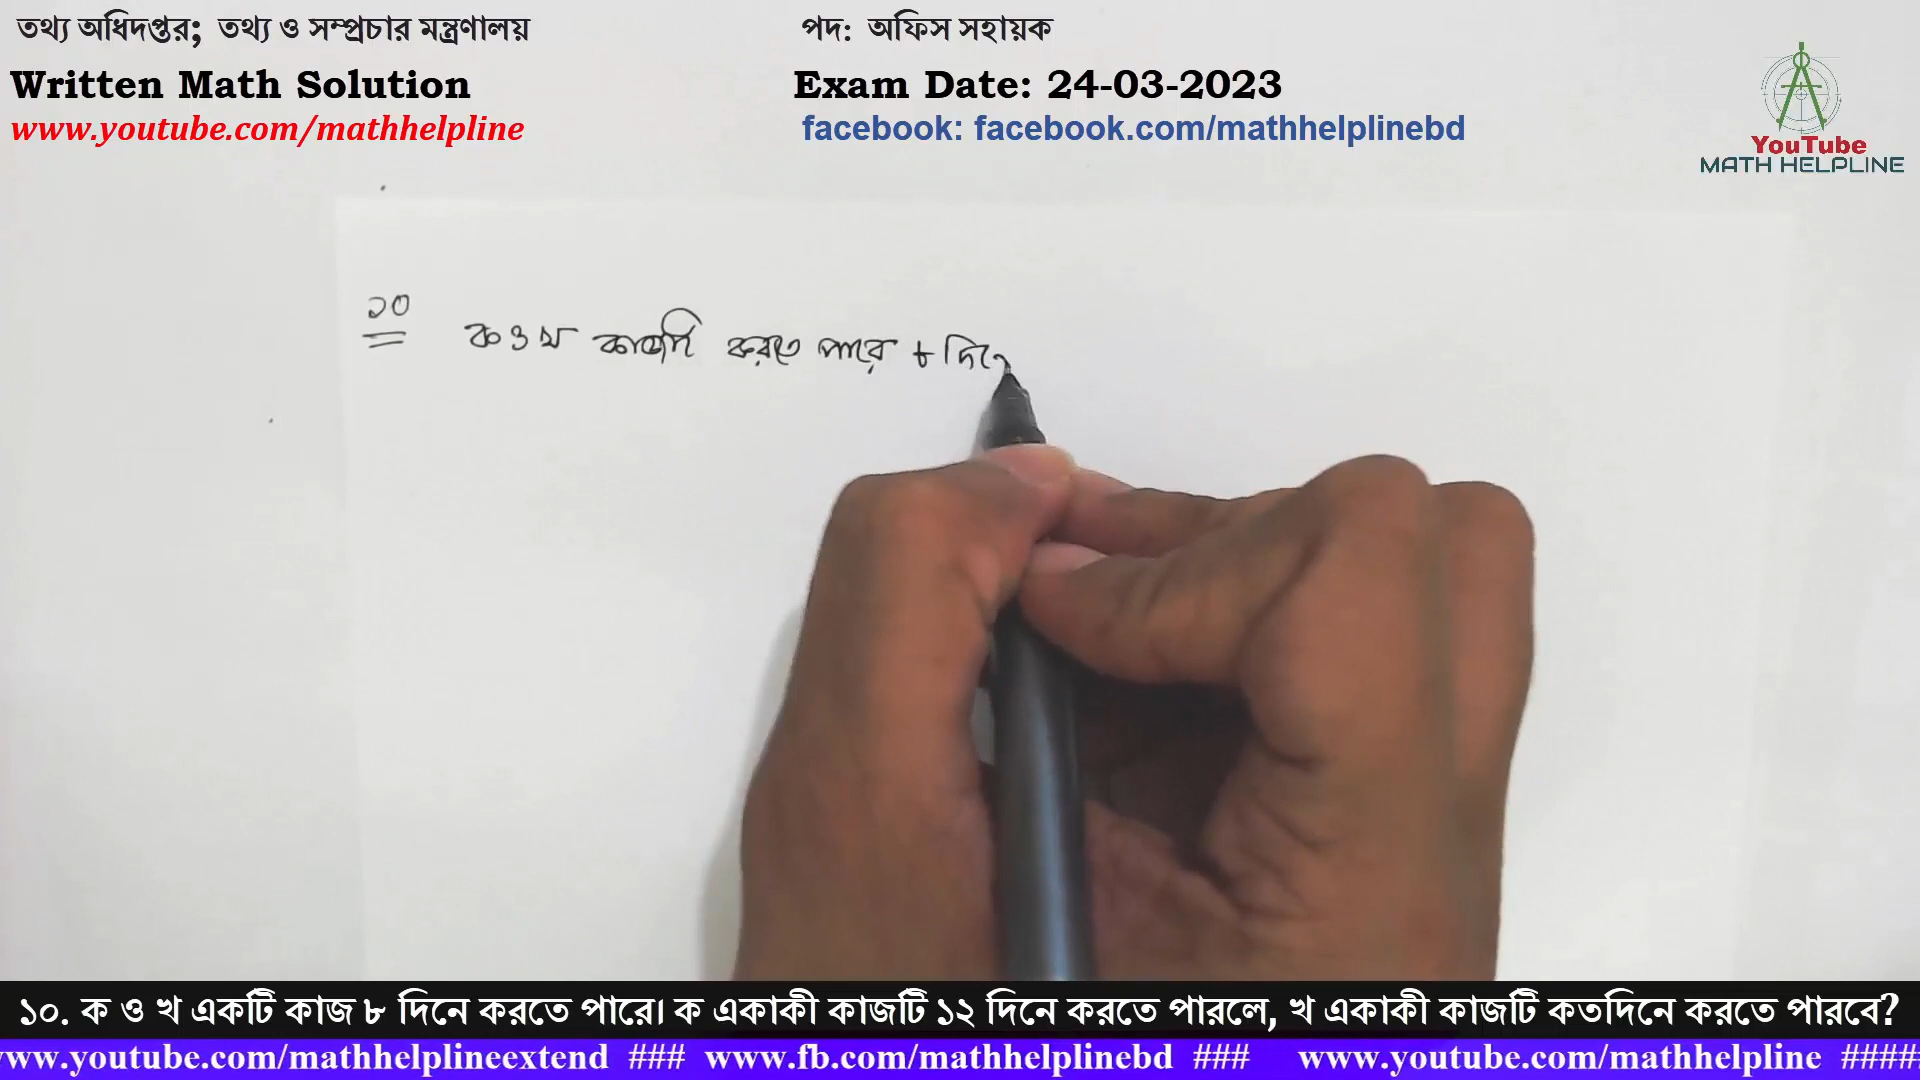 তথ্য অধিদপ্তর; তথ্য ও সম্প্রচার মন্ত্রণালয়
পদ: অফিস সহায়ক
Written Math Solution
Exam Date: 24-03-2023
www.youtube.com/mathhelpline
facebook: facebook.com/mathhelplinebd
YouTube
MATH HELPLINE
১০
ক ও খ কাজটি করতে পারে ৮ দিনে
১০. ক ও খ একটি কাজ ৮ দিনে করতে পারে। ক একাকী কাজটি ১২ দিনে করতে পারলে, খ একাকী কাজটি কতদিনে করতে পারবে?
www.youtube.com/mathhelplineextend ### www.fb.com/mathhelplinebd ### www.youtube.com/mathhelpline #####